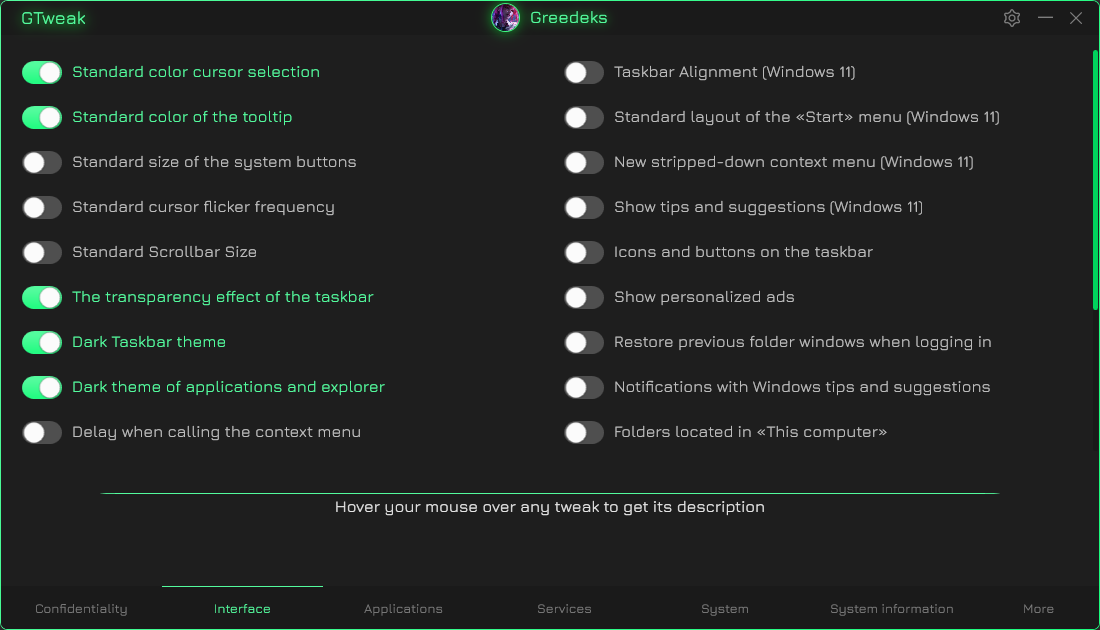 GTweak
Greedeks
Standard color cursor selection
Standard color of the tooltip
Standard size of the system buttons
Standard cursor flicker frequency
Standard Scrollbar Size
The transparency effect of the taskbar
Dark Taskbar theme
Dark theme of applications and explorer
Delay when calling the context menu
Taskbar Alignment (Windows 11)
Standard layout of the «Start» menu (Windows 11)
New stripped-down context menu (Windows 11)
Show tips and suggestions (Windows 11)
Icons and buttons on the taskbar
Show personalized ads
Restore previous folder windows when logging in
Notifications with Windows tips and suggestions
Folders located in «This computer»
Hover your mouse over any tweak to get its description
Confidentiality
Interface
Applications
Services
System
System information
More